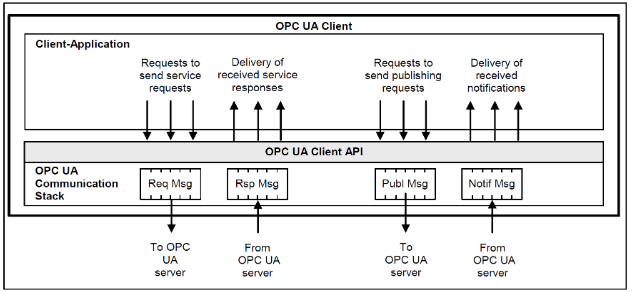 OPC UA Client
Client-Application
Requests to
send service
requests
Delivery of
received service
responses
Requests to
send publishing
requests
Delivery of
received
notifications
OPC UA Client API
OPC UA
Communication
Stack
Req Msg
Rsp Msg
Publ Msg
Notif Msg
To OPC
UA
server
From
OPC UA
server
To
OPC UA
server
From
OPC UA
server